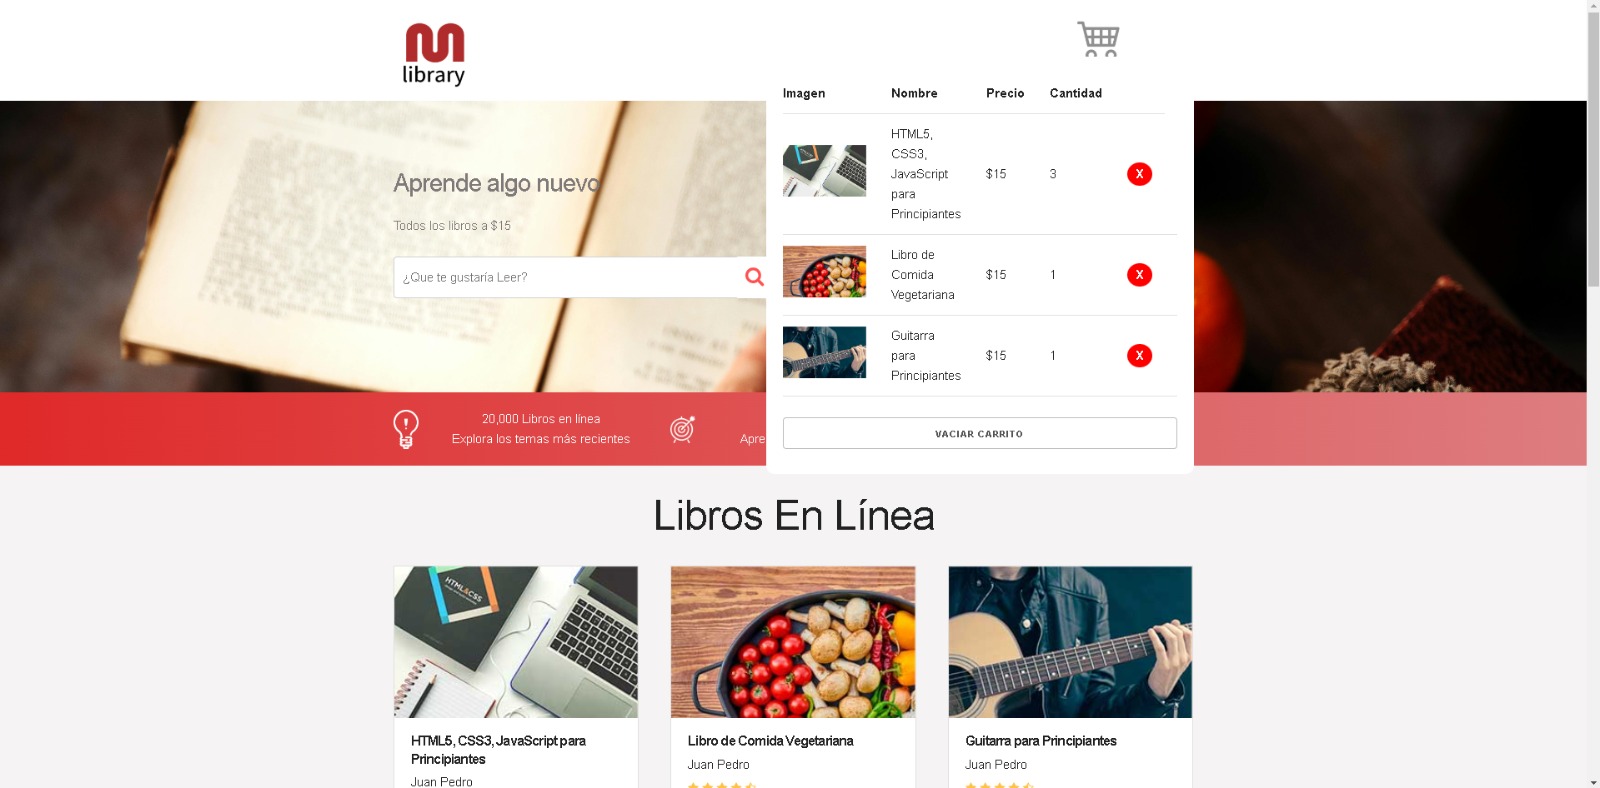 library
Imagen Nombre Precio Cantidad
HTML5,
CSS3,
JavaScript
para
Principiantes
$15 3 X
Libro de
Comida
Vegetariana
$15 1 X
Guitarra
para
Principiantes
$15 1 X
VACIAR CARRITO
Aprende algo nuevo
Todos los libros a $15
¿Que te gustaría Leer?
20,000 Libros en línea
Explora los temas más recientes
Apre
Libros En Línea
HTML&CSS
HTML5, CSS3, JavaScript para
Principiantes
Juan Pedro
Libro de Comida Vegetariana
Juan Pedro
Guitarra para Principiantes
Juan Pedro